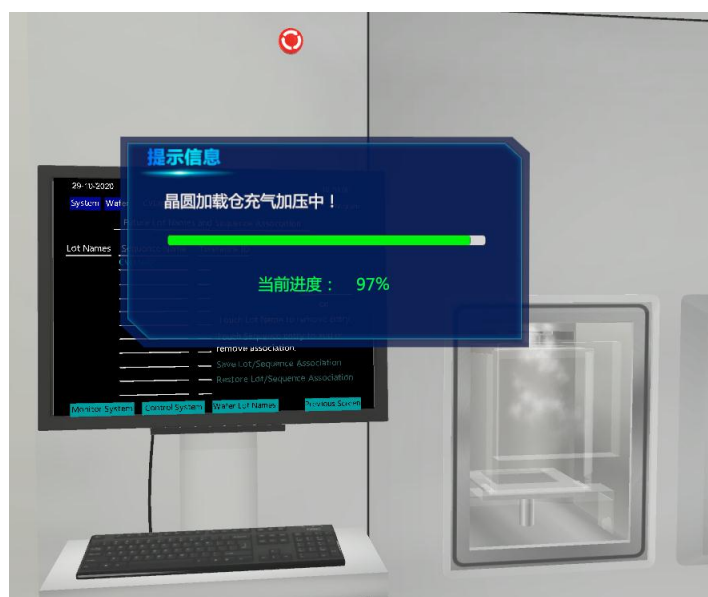 提示信息
晶圆加载仓充气加压中！
当前进度： 97%
29-10-2020
System Wafer
Lot Names
remove association.
Save Lot/Sequence Association
Restore Lot/Sequence Association
Monitor System Control System Wafer Lot Names Previous Screen